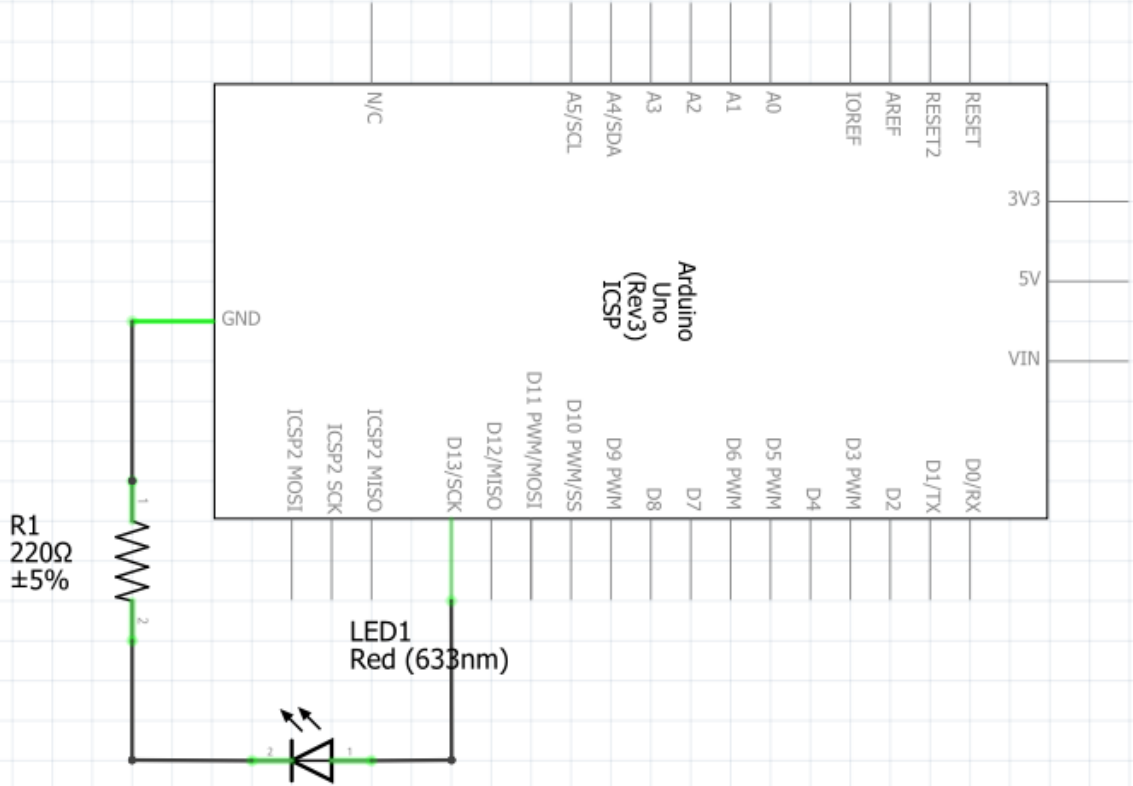 N/C
A5/SCL
A4/SDA
A3
A2
A1
A0
IOREF
AREF
RESET2
RESET
3V3
5V
VIN
Arduino
Uno
(Rev3)
ICSP
GND
ICSP2 MOSI
ICSP2 SCK
ICSP2 MISO
D13/SCK
D12/MISO
D11 PWM/MOSI
D10 PWM/SS
D9 PWM
D8
D7
D6 PWM
D5 PWM
D4
D3 PWM
D2
D1/TX
D0/RX
1
R1
220Ω
±5%
2
LED1
Red (633nm)
2
1